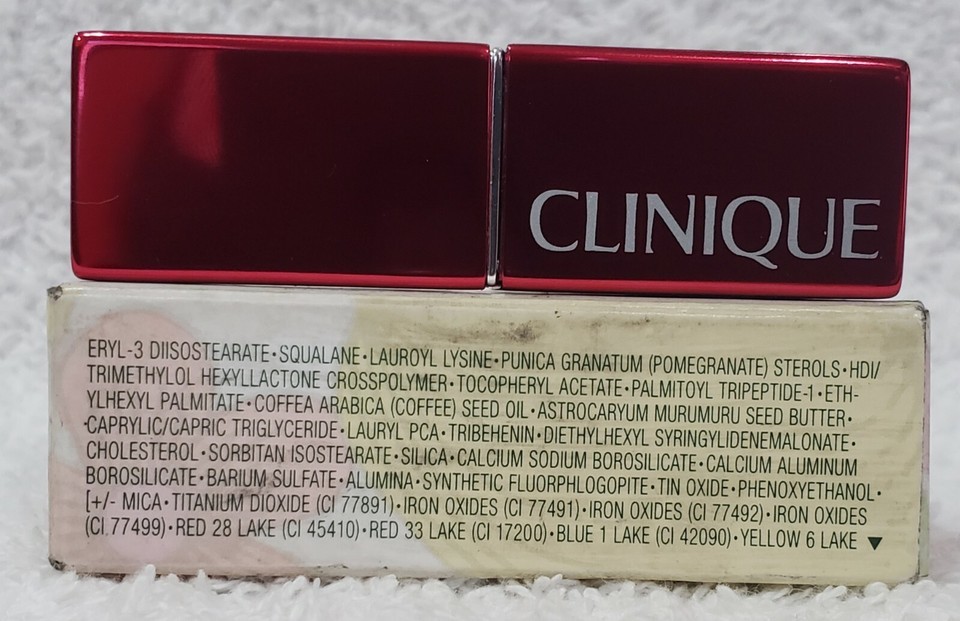 CLINIQUE
ERYL-3 DIISOSTEARATE•SQUALANE•LAUROYL LYSINE•PUNICA GRANATUM (POMEGRANATE) STEROLS•HDI/
TRIMETHYLOL HEXYLLACTONE CROSSPOLYMER•TOCOPHERYL ACETATE•PALMITOYL TRIPEPTIDE-1•ETH-
YLHEXYL PALMITATE•COFFEA ARABICA (COFFEE) SEED OIL•ASTROCARYUM MURUMURU SEED BUTTER•
CAPRYLIC/CAPRIC TRIGLYCERIDE•LAURYL PCA•TRIBEHENIN•DIETHYLHEXYL SYRINGYLIDENEMALONATE•
CHOLESTEROL•SORBITAN ISOSTEARATE•SILICA•CALCIUM SODIUM BOROSILICATE•CALCIUM ALUMINUM
BOROSILICATE•BARIUM SULFATE•ALUMINA•SYNTHETIC FLUORPHLOGOPITE•TIN OXIDE•PHENOXYETHANOL•
[+/- MICA•TITANIUM DIOXIDE (CI 77891)•IRON OXIDES (CI 77491)•IRON OXIDES (CI 77492)•IRON OXIDES
(CI 77499)•RED 28 LAKE (CI 45410)•RED 33 LAKE (CI 17200)•BLUE 1 LAKE (CI 42090)•YELLOW 6 LAKE ▼